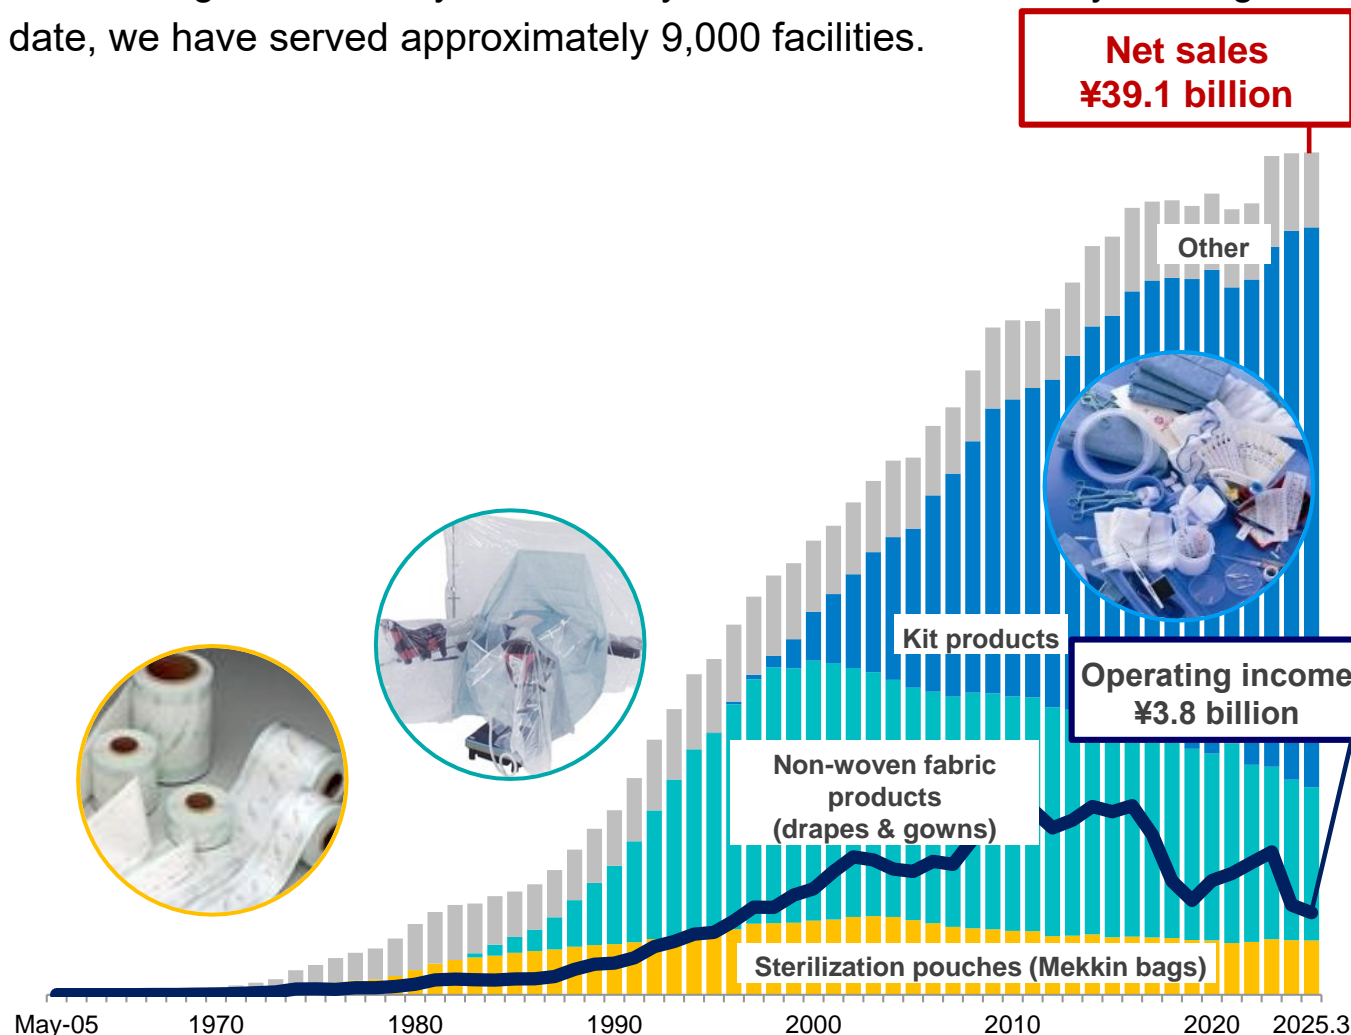 date, we have served approximately 9,000 facilities.
Net sales
¥39.1 billion
Other
Kit products
Operating income
¥3.8 billion
Non-woven fabric
products
(drapes & gowns)
Sterilization pouches (Mekkin bags)
May-05 1970 1980 1990 2000 2010 2020 2025.3